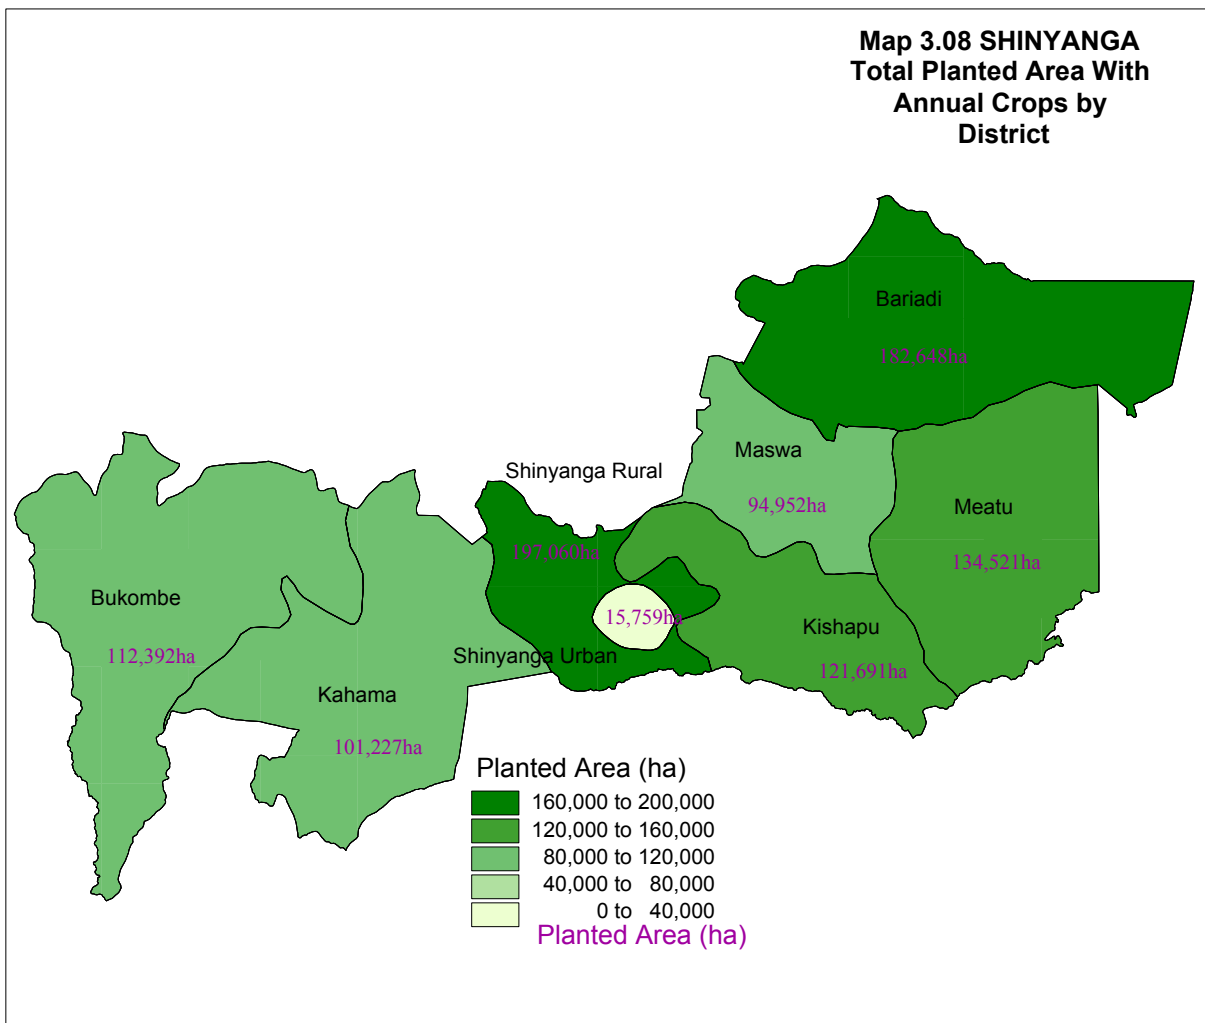 Map 3.08 SHINYANGA
Total Planted Area With
Annual Crops by
District
Bariadi
182,648ha
Maswa
94,952ha
Meatu
134,521ha
Shinyanga Rural
197,060ha
15,759ha
Shinyanga Urban
Kishapu
121,691ha
Bukombe
112,392ha
Kahama
101,227ha
Planted Area (ha)
160,000 to 200,000
120,000 to 160,000
80,000 to 120,000
40,000 to 80,000
0 to 40,000
Planted Area (ha)